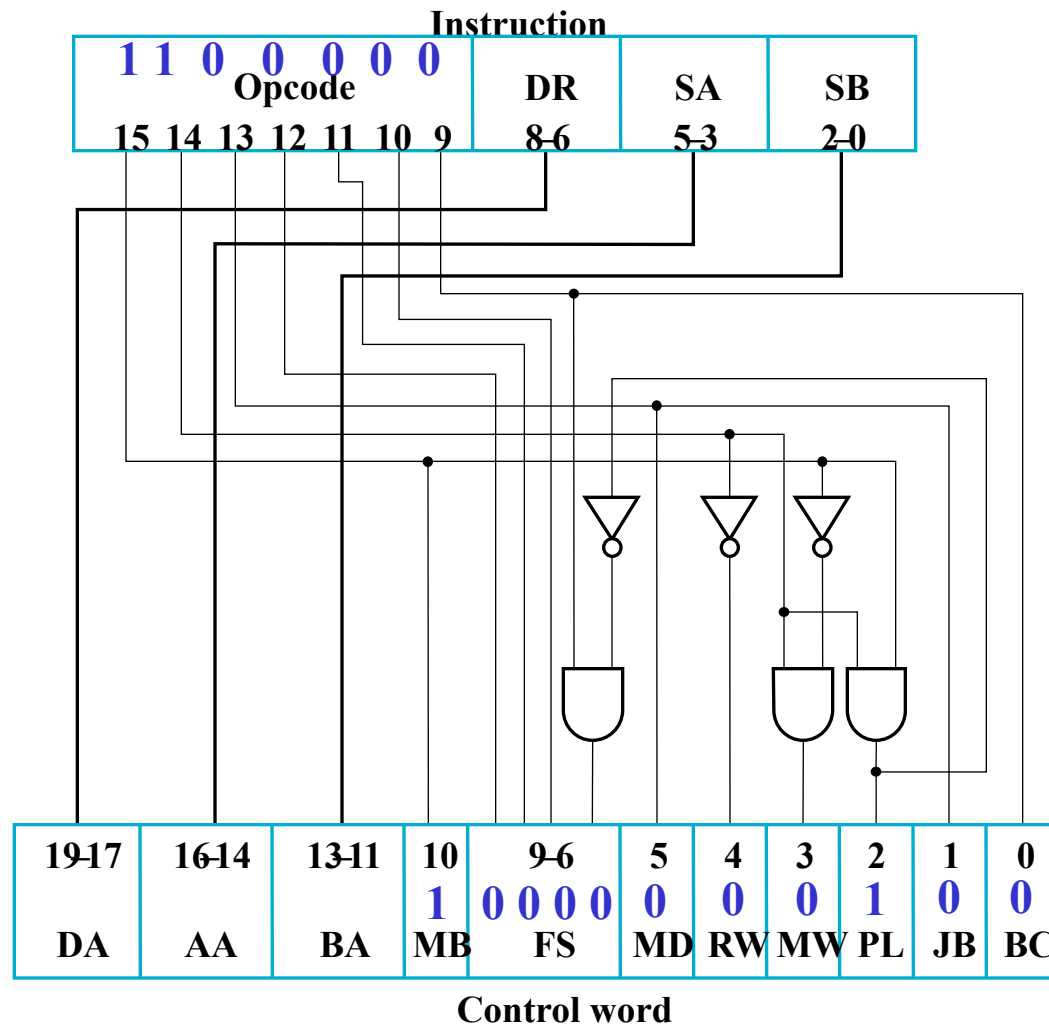 Instruction
1 1 0 0 0 0 0
Opcode DR SA SB
15 14 13 12 11 10 9 8-6 5-3 2-0
19-17 16-14 13-11 10 9-6 5 4 3 2 1 0
1 0 0 0 0 0 0 0 1 0 0
DA AA BA MB FS MD RW MW PL JB BC
Control word